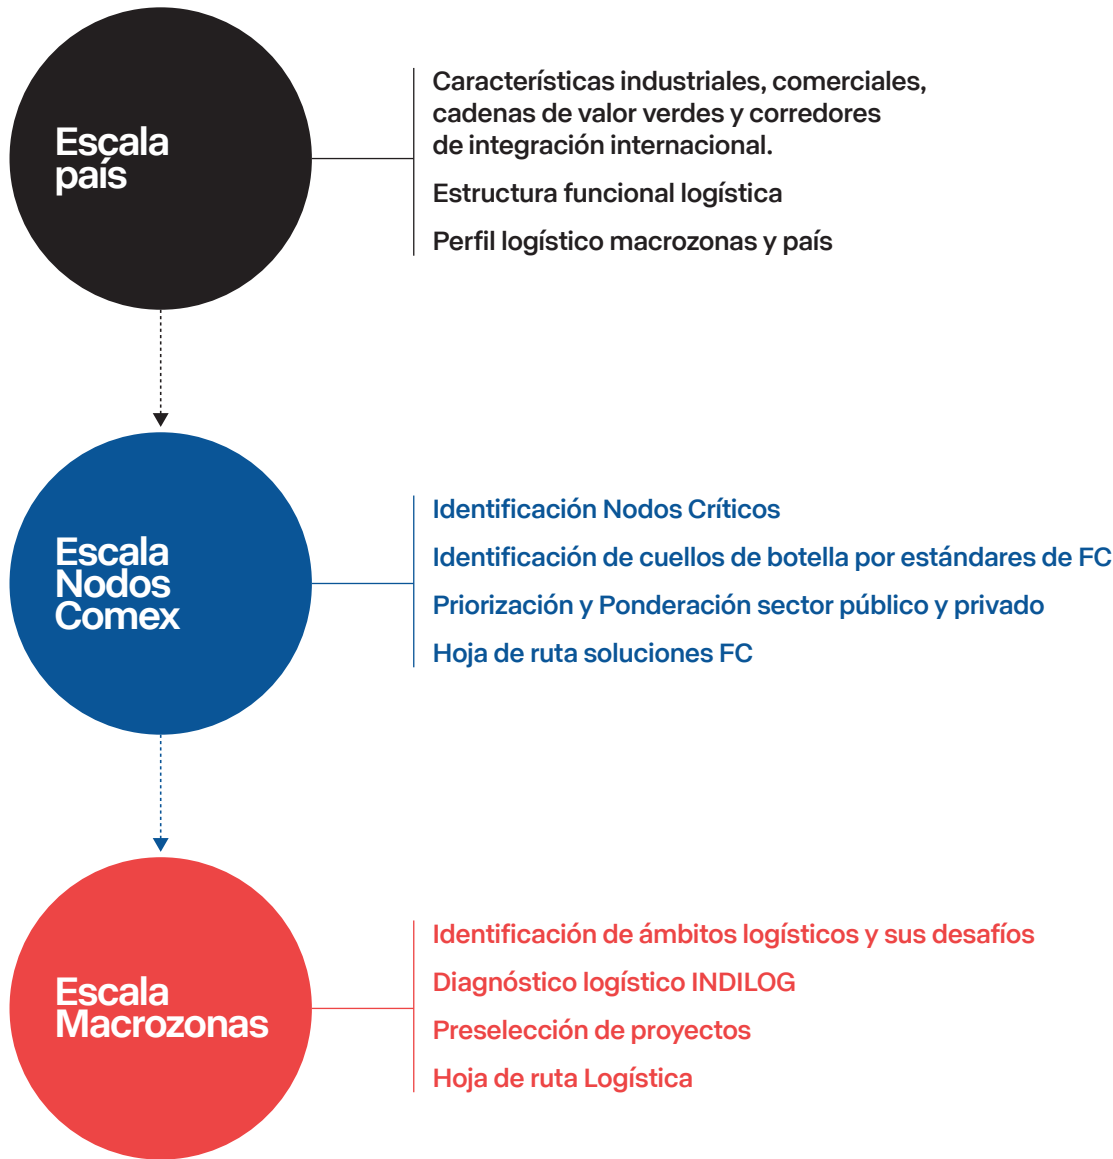 Escala
país
Características industriales, comerciales,
cadenas de valor verdes y corredores
de integración internacional.
Estructura funcional logística
Perfil logístico macrozonas y país
Escala
Nodos
Comex
Identificación Nodos Críticos
Identificación de cuellos de botella por estándares de FC
Priorización y Ponderación sector público y privado
Hoja de ruta soluciones FC
Escala
Macrozonas
Identificación de ámbitos logísticos y sus desafíos
Diagnóstico logístico INDILOG
Preselección de proyectos
Hoja de ruta Logística